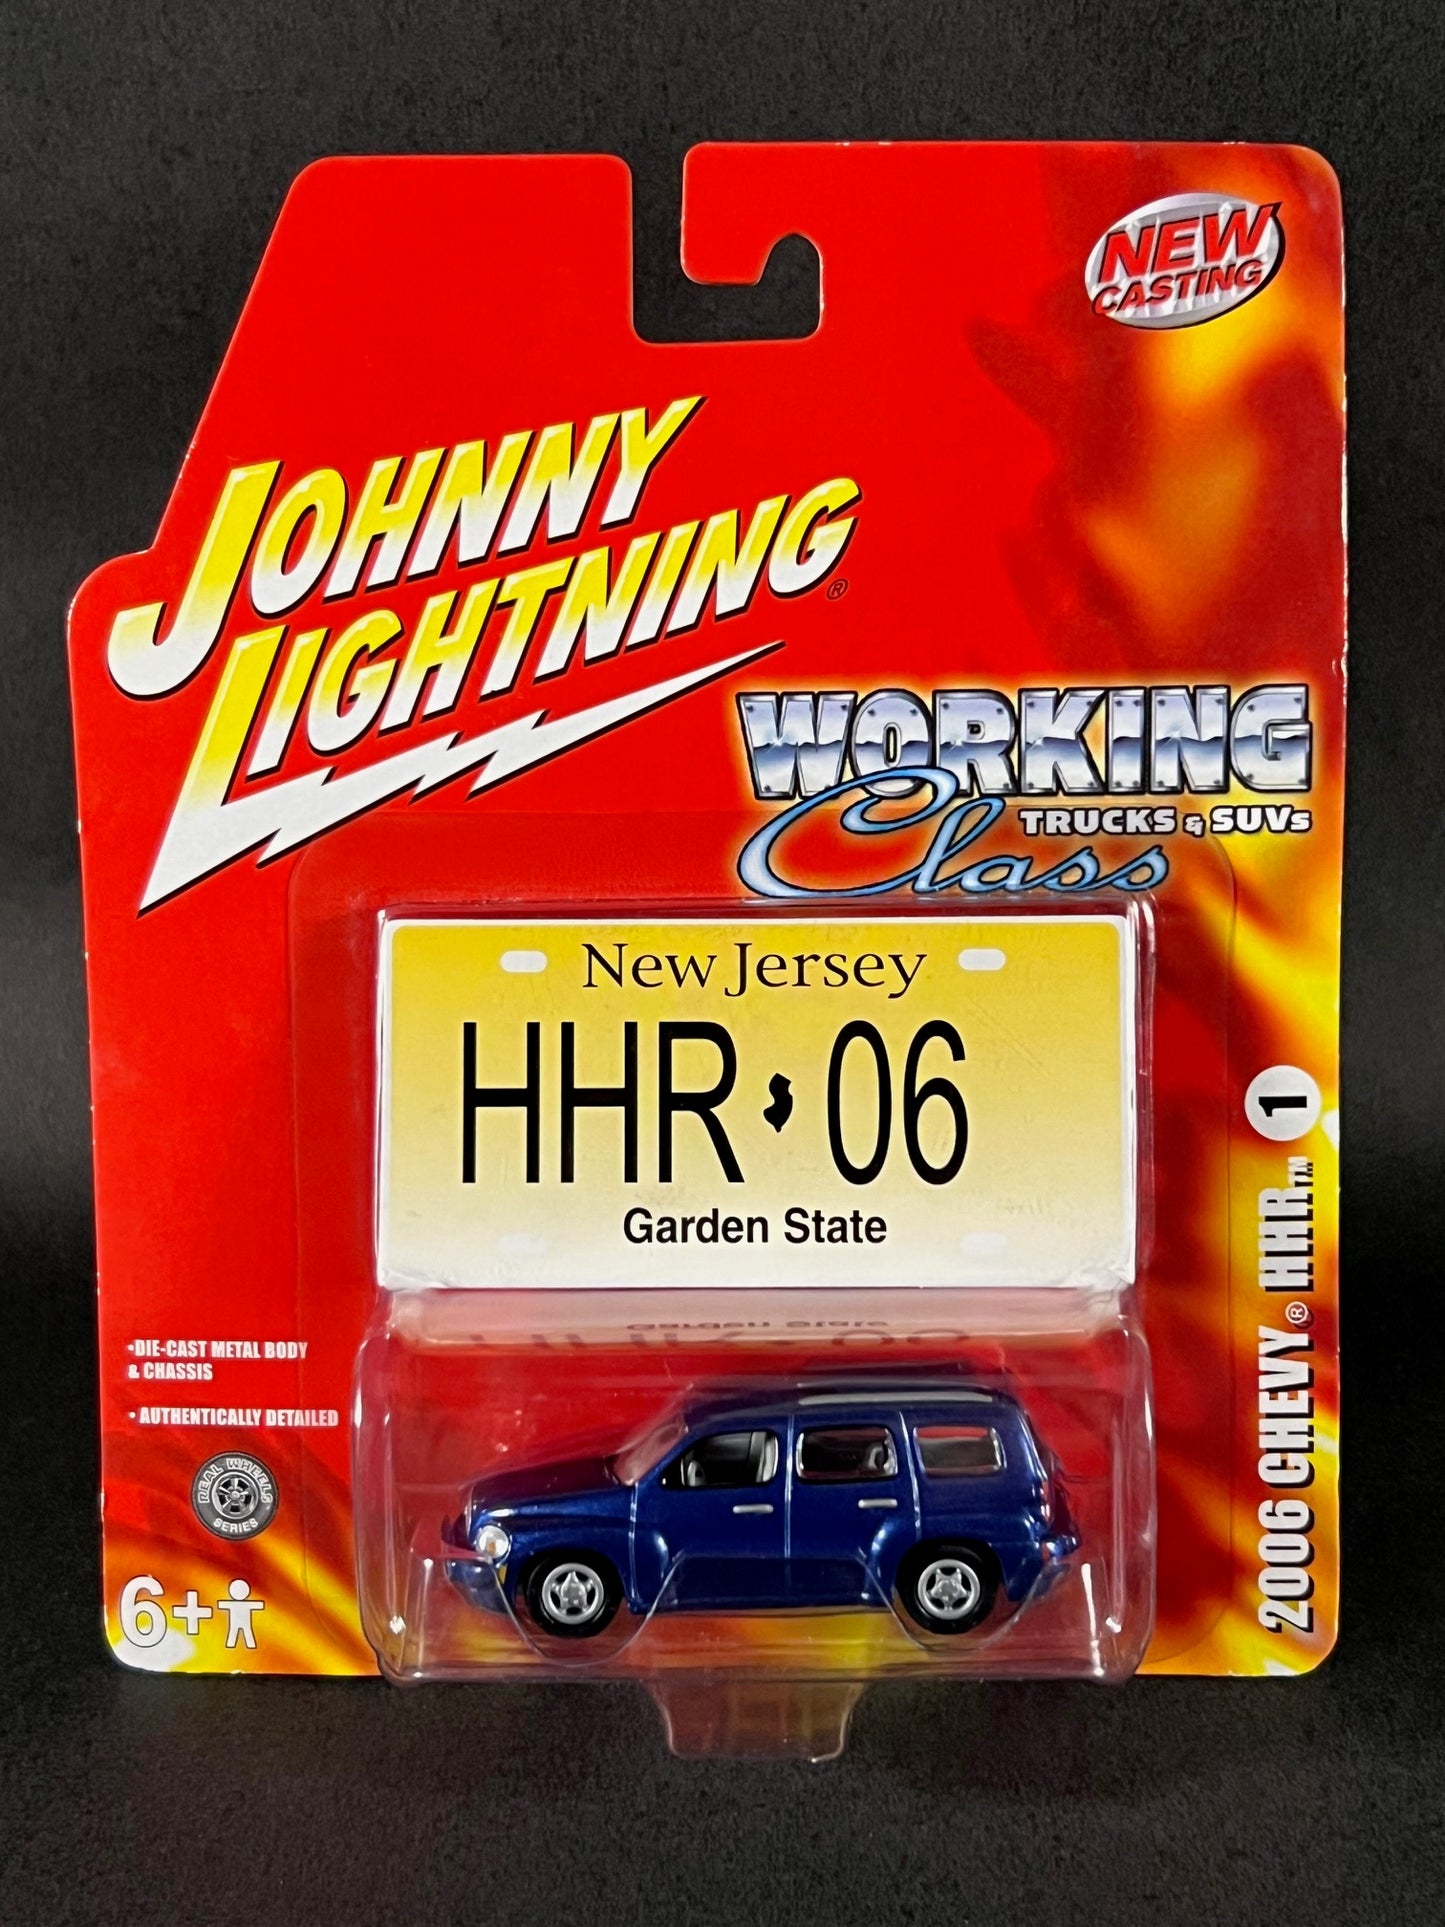 NEW
CASTING
JOHNNY
LIGHTNING®
WORKING
Class
TRUCKS & SUVs
New Jersey
HHR 06
Garden State
•DIE-CAST METAL BODY
& CHASSIS
• AUTHENTICALLY DETAILED
REAL WHEELS
SERIES
6+
2006 CHEVY® HHR™ 1